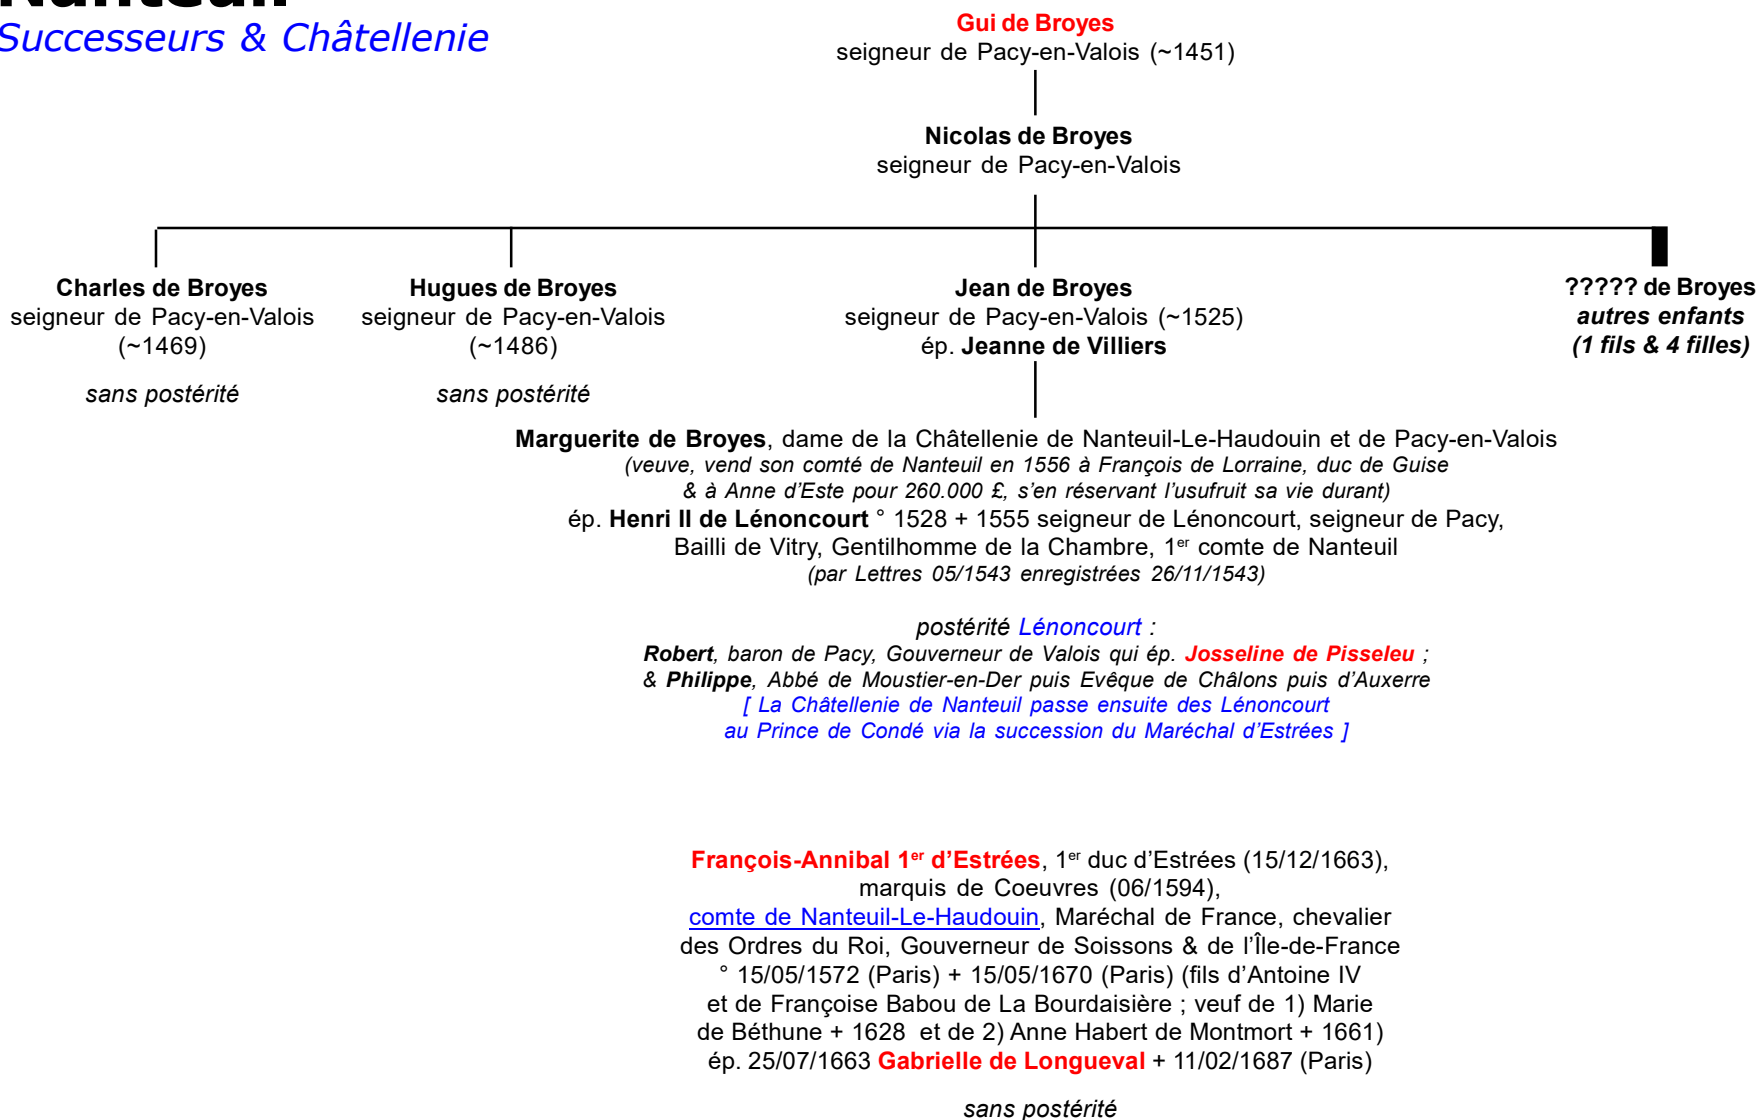 Nanteuil
Successeurs & Châtellenie
Gui de Broyes
seigneur de Pacy-en-Valois (~1451)
Nicolas de Broyes
seigneur de Pacy-en-Valois
Charles de Broyes
seigneur de Pacy-en-Valois
(~1469)
sans postérité
Hugues de Broyes
seigneur de Pacy-en-Valois
(~1486)
sans postérité
Jean de Broyes
seigneur de Pacy-en-Valois (~1525)
ép. Jeanne de Villiers
????? de Broyes
autres enfants
(1 fils & 4 filles)
Marguerite de Broyes, dame de la Châtellenie de Nanteuil-Le-Haudouin et de Pacy-en-Valois
(veuve, vend son comté de Nanteuil en 1556 à François de Lorraine, duc de Guise
& à Anne d’Este pour 260.000 £, s’en réservant l’usufruit sa vie durant)
ép. Henri II de Lénoncourt ° 1528 + 1555 seigneur de Lénoncourt, seigneur de Pacy,
Bailli de Vitry, Gentilhomme de la Chambre, 1er comte de Nanteuil
(par Lettres 05/1543 enregistrées 26/11/1543)
postérité Lénoncourt :
Robert, baron de Pacy, Gouverneur de Valois qui ép. Josseline de Pisseleu ;
& Philippe, Abbé de Moustier-en-Der puis Evêque de Châlons puis d’Auxerre
[ La Châtellenie de Nanteuil passe ensuite des Lénoncourt
au Prince de Condé via la succession du Maréchal d’Estrées ]
François-Annibal 1er d’Estrées, 1er duc d’Estrées (15/12/1663),
marquis de Coeuvres (06/1594),
comte de Nanteuil-Le-Haudouin, Maréchal de France, chevalier
des Ordres du Roi, Gouverneur de Soissons & de l’Île-de-France
° 15/05/1572 (Paris) + 15/05/1670 (Paris) (fils d’Antoine IV
et de Françoise Babou de La Bourdaisière ; veuf de 1) Marie
de Béthune + 1628 et de 2) Anne Habert de Montmort + 1661)
ép. 25/07/1663 Gabrielle de Longueval + 11/02/1687 (Paris)
sans postérité